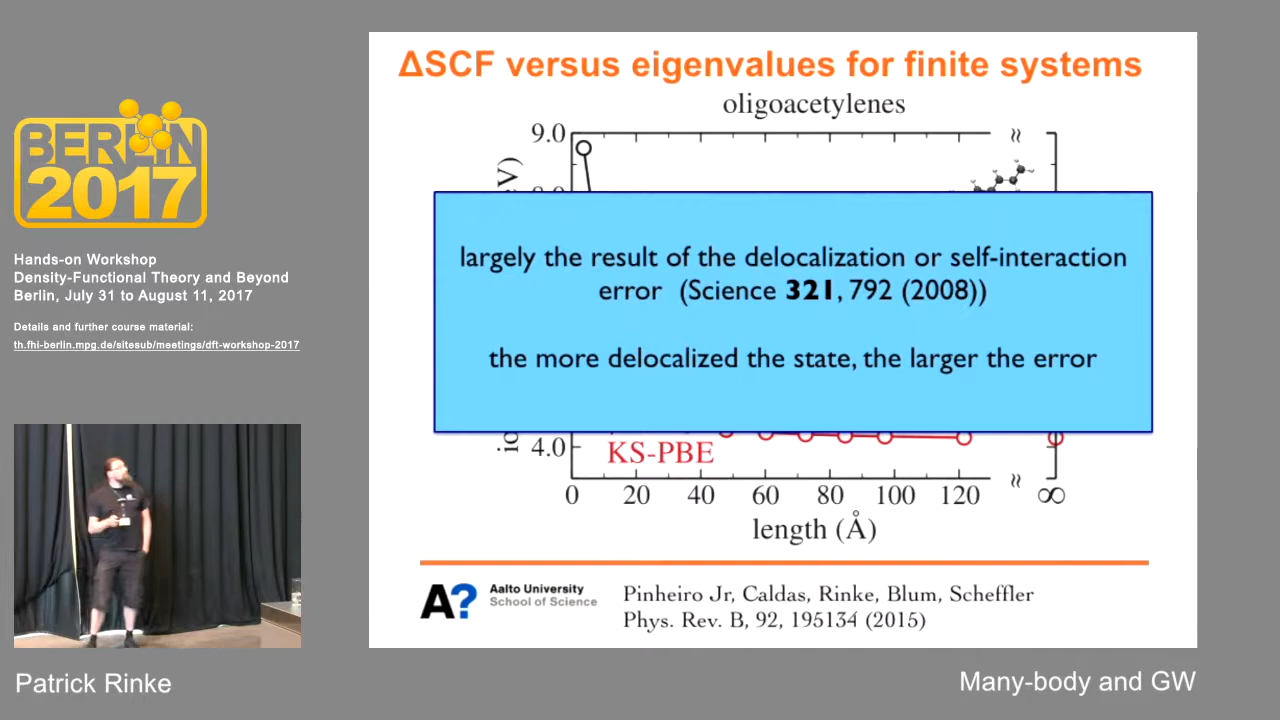 BERLIN
2017
Hands-on Workshop
Density-Functional Theory and Beyond
Berlin, July 31 to August 11, 2017
Details and further course material:
th.fhi-berlin.mpg.de/sitesub/meetings/dft-workshop-2017
ΔSCF versus eigenvalues for finite systems
oligoacetylenes
9.0
largely the result of the delocalization or self-interaction
error (Science 321, 792 (2008))
the more delocalized the state, the larger the error
4.0
KS-PBE
0 20 40 60 80 100 120 ∞
length (Å)
A?
Aalto University
School of Science
Pinheiro Jr, Caldas, Rinke, Blum, Scheffler
Phys. Rev. B, 92, 195134 (2015)
Patrick Rinke
Many-body and GW